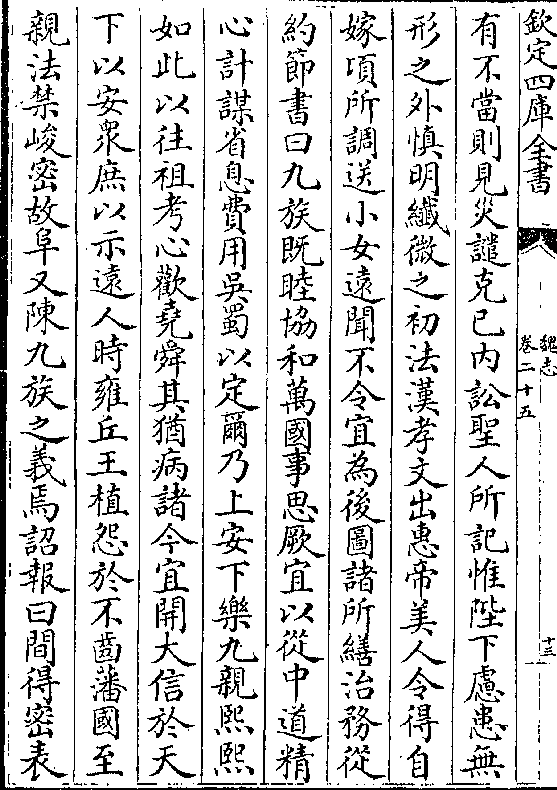 欽定四庫全書
魏志
卷二十五
十三
有不當則見災譴克已內訟聖人所記惟陛下慮患無
形之外慎明纖微之初法漢孝文出惠帝美人令得自
嫁項所調送小女遠聞不令宜為後圖諸所繕治務從
約節書曰九族既睦協和萬國事思厥宜以從中道精
心計謀省息費用吳蜀以定爾乃上安下樂九親熙熙
如此以往祖考心歡堯舜其猶病諸今宜開大信於天
下以安衆庶以示遠人時雍丘王植怨於不齒藩國至
親法禁峻密故阜又陳九族之義焉詔報曰間得密表